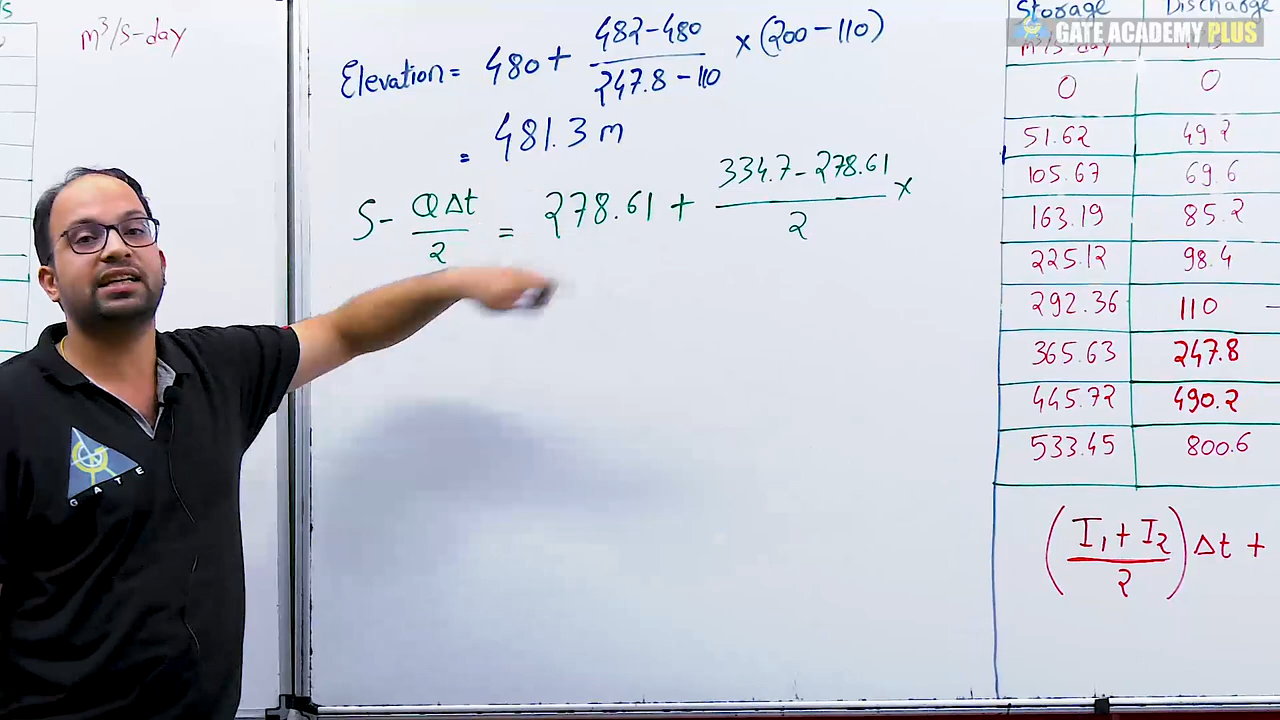 m³/s-day
Elevation = 480 + (482-480)/(247.8-110) × (200-110)
= 481.3 m
S - QΔt/2 = 278.61 + (334.7-278.61)/2 ×
GATE
Storage Discharge
GATE ACADEMY PLUS
0 0
51.62 49.2
105.67 69.6
163.19 85.2
225.12 98.4
292.36 110
365.63 247.8
445.72 490.2
533.45 800.6
((I₁+I₂)/2)Δt +